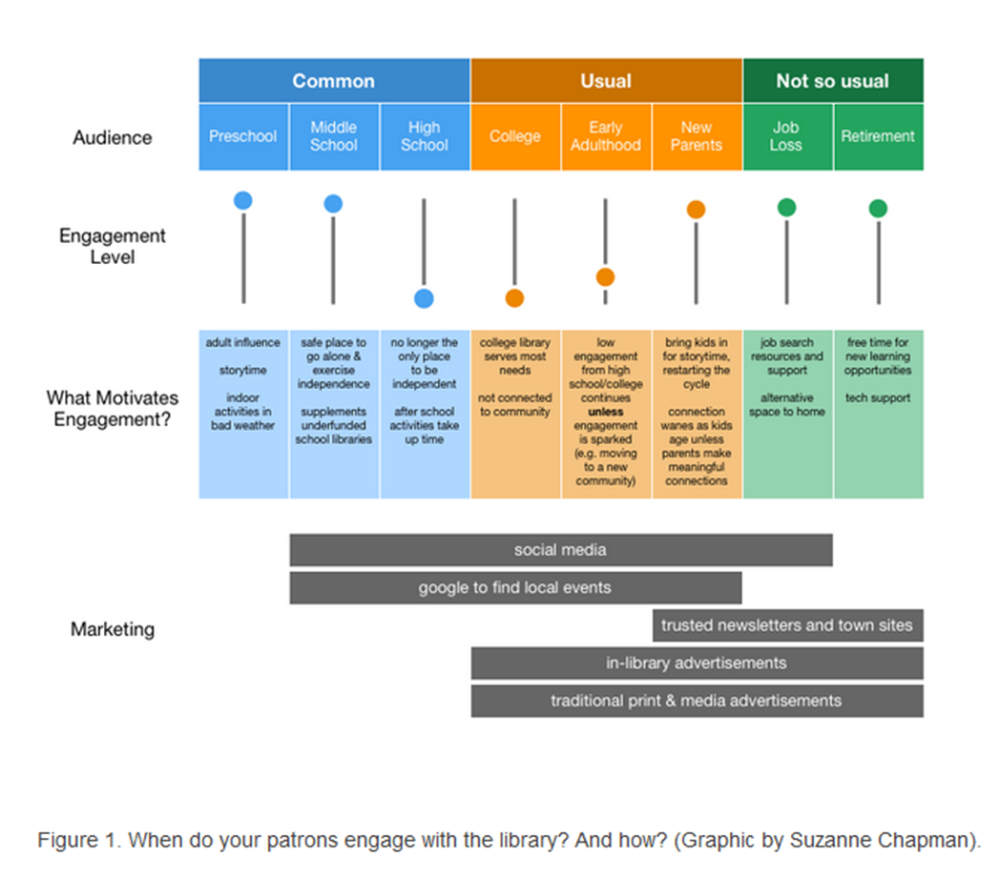 Common
Usual
Not so usual
Audience
Preschool
Middle
School
High
School
College
Early
Adulthood
New
Parents
Job
Loss
Retirement
Engagement
Level
What Motivates
Engagement?
adult influence
storytime
indoor
activities in
bad weather
safe place to
go alone &
exercise
independence
supplements
underfunded
school libraries
no longer the
only place
to be
independent
after school
activities take
up time
college library
serves most
needs
not connected
to community
low
engagement
from high
school/college
continues
unless
engagement
is sparked
(e.g. moving
to a new
community)
bring kids in
for storytime,
restarting the
cycle
connection
wanes as kids
age unless
parents make
meaningful
connections
job search
resources and
support
alternative
space to home
free time for
new learning
opportunities
tech support
Marketing
social media
google to find local events
trusted newsletters and town sites
in-library advertisements
traditional print & media advertisements
Figure 1. When do your patrons engage with the library? And how? (Graphic by Suzanne Chapman).